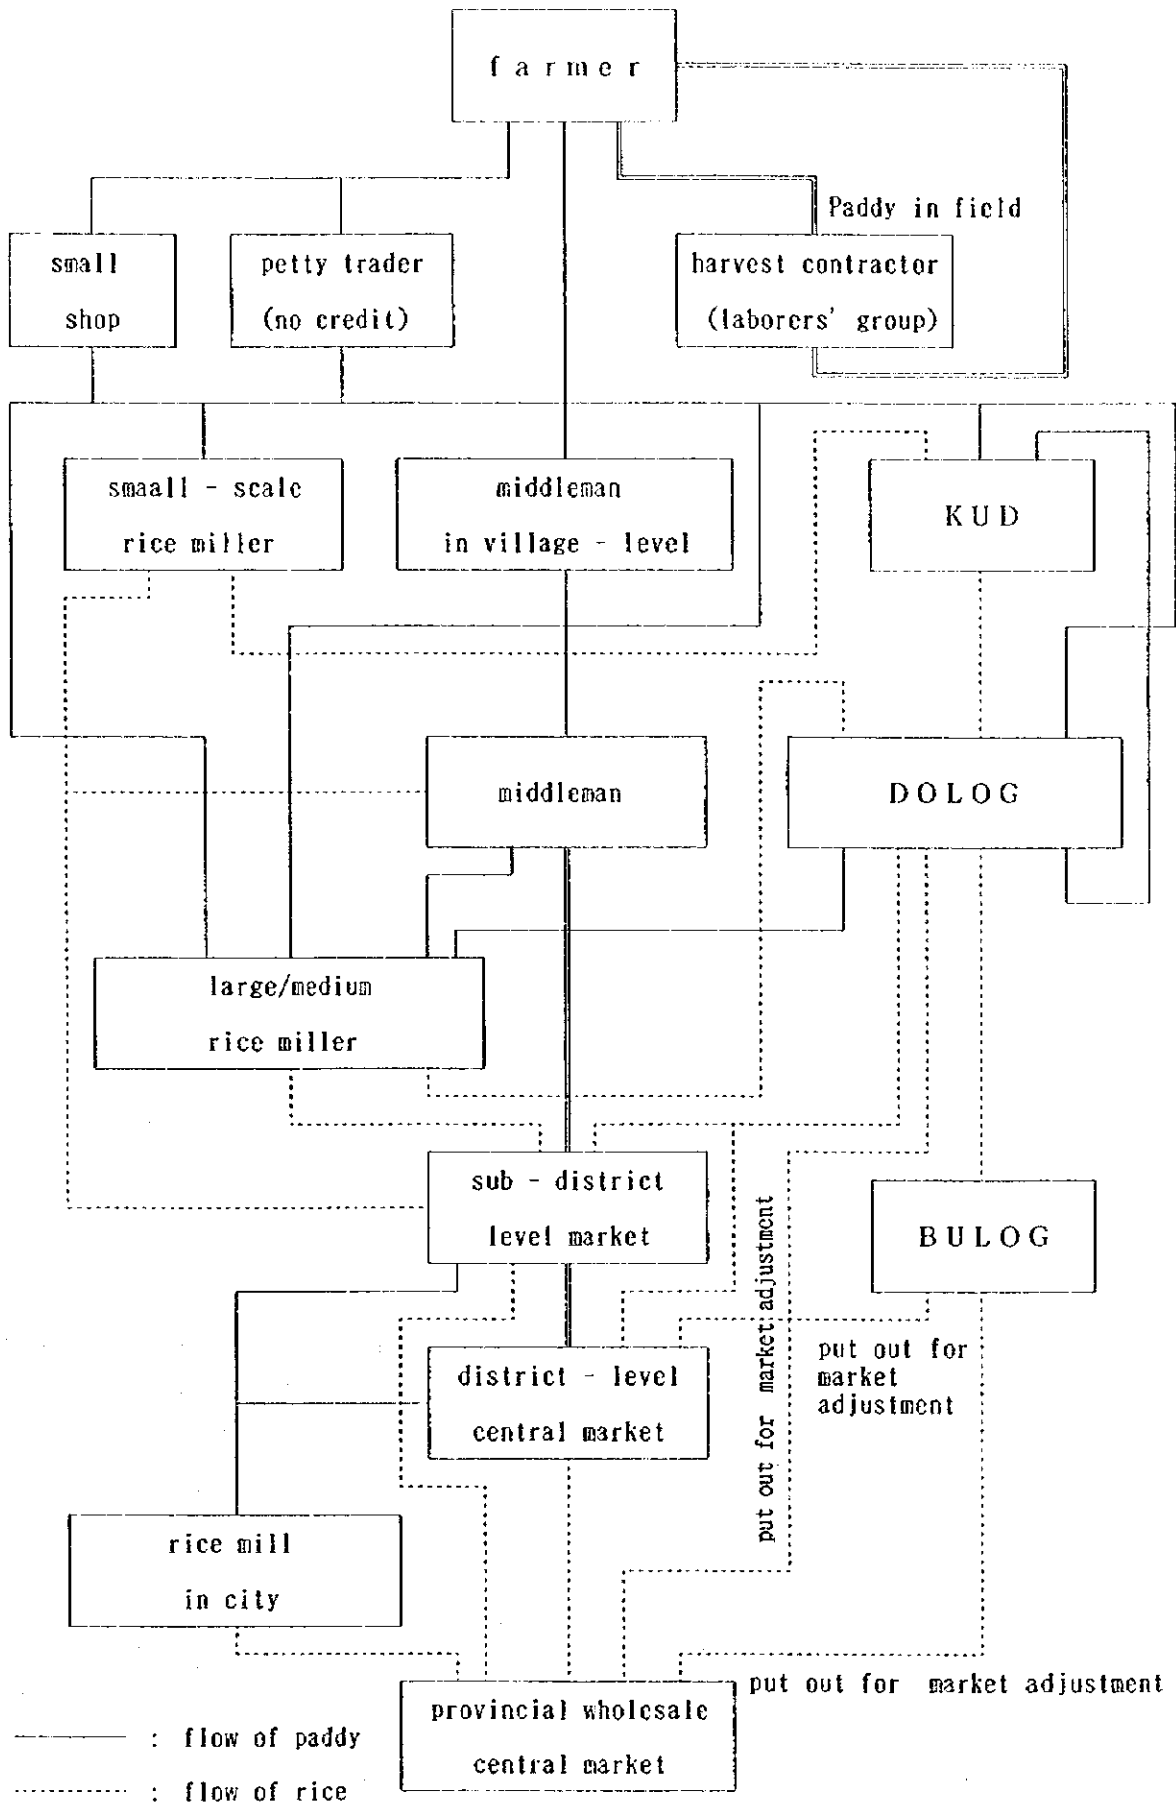 farmer
Paddy in field
small
shop
petty trader
(no credit)
harvest contractor
(laborers' group)
smaall - scale
rice miller
middleman
in village - level
KUD
middleman
DOLOG
large/medium
rice miller
sub - district
level market
put out for market adjustment
BULOG
district - level
central market
put out for
market
adjustment
rice mill
in city
provincial wholesale
central market
put out for market adjustment
: flow of paddy
: flow of rice